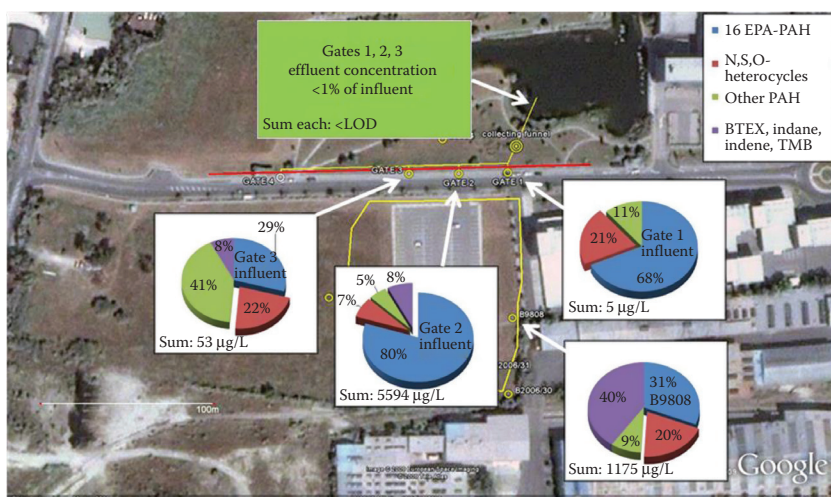 Gates 1, 2, 3
effluent concentration
<1% of influent
Sum each: <LOD
16 EPA-PAH
N,S,O-
heterocycles
Other PAH
BTEX, indane,
indene, TMB
collecting funnel
GATE 4
GATE 3
GATE 2
GATE 1
29%
8%
Gate 3
influent
41%
22%
Sum: 53 µg/L
5%
8%
7%
Gate 2
influent
80%
Sum: 5594 µg/L
11%
21%
Gate 1
influent
68%
Sum: 5 µg/L
B9808
2006/31
B2006/30
40%
31%
B9808
9%
20%
Sum: 1175 µg/L
100m
Google